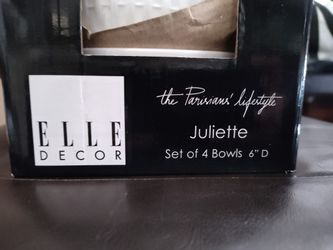 ELLE
DECOR
the Parisians' lifestyle
Juliette
Set of 4 Bowls 6" D